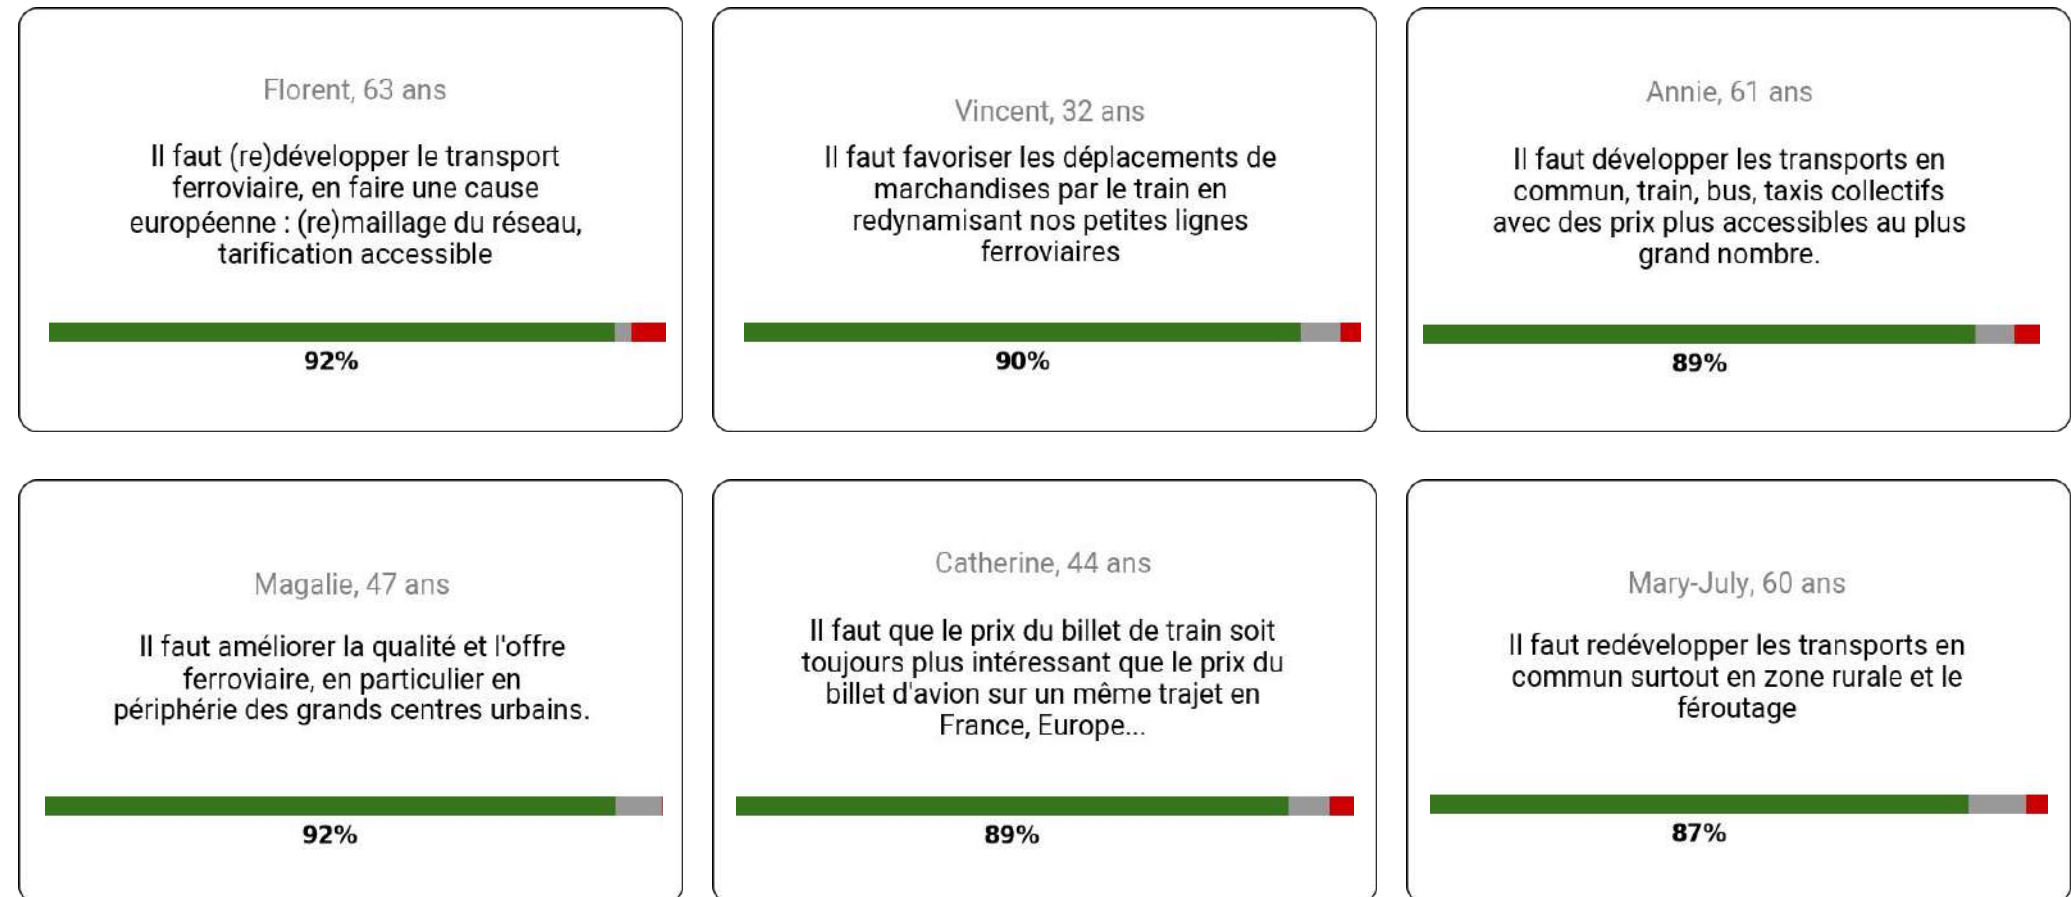 Florent, 63 ans
Il faut (re)développer le transport
ferroviaire, en faire une cause
européenne : (re)maillage du réseau,
tarification accessible
92%
Vincent, 32 ans
Il faut favoriser les déplacements de
marchandises par le train en
redynamisant nos petites lignes
ferroviaires
90%
Annie, 61 ans
Il faut développer les transports en
commun, train, bus, taxis collectifs
avec des prix plus accessibles au plus
grand nombre.
89%
Magalie, 47 ans
Il faut améliorer la qualité et l'offre
ferroviaire, en particulier en
périphérie des grands centres urbains.
92%
Catherine, 44 ans
Il faut que le prix du billet de train soit
toujours plus intéressant que le prix du
billet d'avion sur un même trajet en
France, Europe...
89%
Mary-July, 60 ans
Il faut redévelopper les transports en
commun surtout en zone rurale et le
féroutage
87%